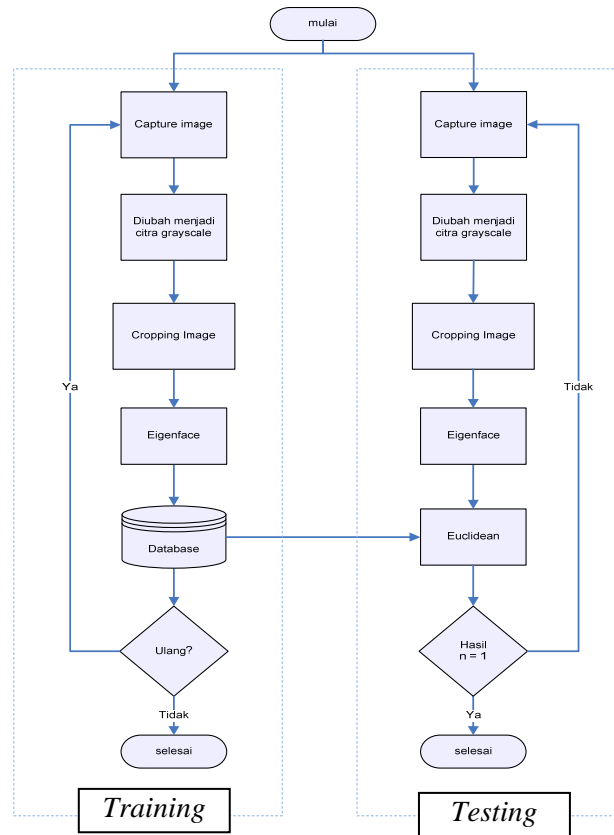 mulai
Capture image
Diubah menjadi
citra grayscale
Cropping Image
Ya
Eigenface
Database
Ulang?
Tidak
selesai
Training
Capture image
Diubah menjadi
citra grayscale
Cropping Image
Tidak
Eigenface
Euclidean
Hasil
n = 1
Ya
selesai
Testing